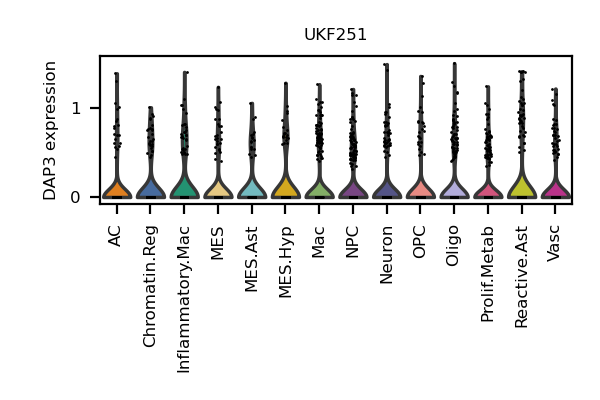 UKF251
DAP3 expression
1
0
AC
Chromatin.Reg
Inflammatory.Mac
MES
MES.Ast
MES.Hyp
Mac
NPC
Neuron
OPC
Oligo
Prolif.Metab
Reactive.Ast
Vasc